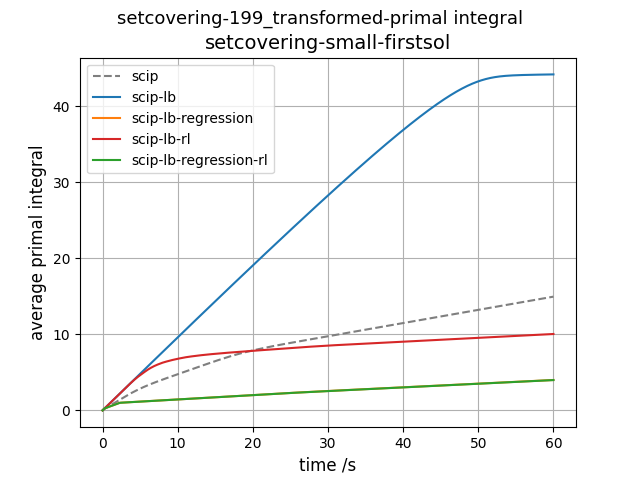 setcovering-199_transformed-primal integral
setcovering-small-firstsol
scip
scip-lb
scip-lb-regression
scip-lb-rl
scip-lb-regression-rl
average primal integral
40
30
20
10
0
0 10 20 30 40 50 60
time /s